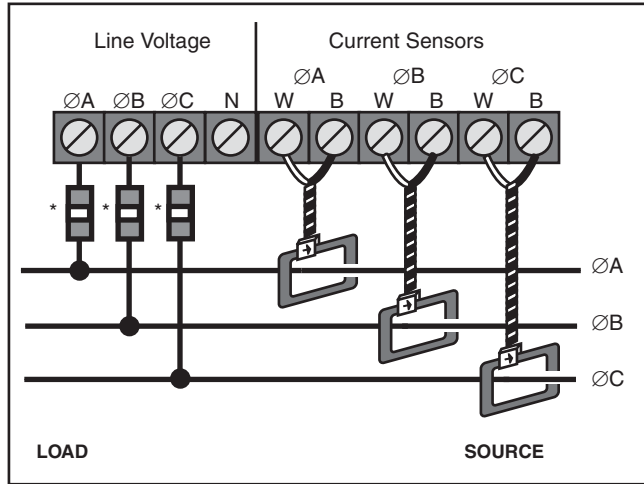 Line Voltage Current Sensors
∅A ∅B ∅C
∅A ∅B ∅C N W B W B W B
* * *
∅A
∅B
∅C
LOAD SOURCE